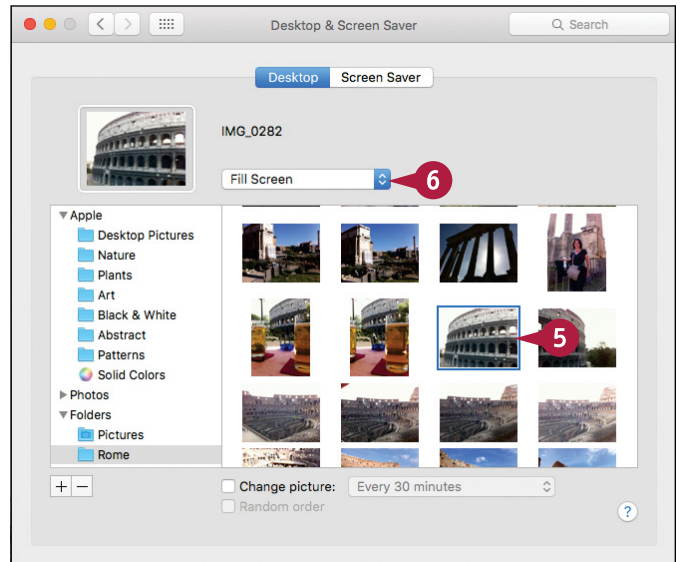 Desktop & Screen Saver
Search
Desktop
Screen Saver
IMG_0282
Fill Screen
6
Apple
Desktop Pictures
Nature
Plants
Art
Black & White
Abstract
Patterns
Solid Colors
Photos
Folders
Pictures
Rome
5
+ −
Change picture: Every 30 minutes
Random order
?